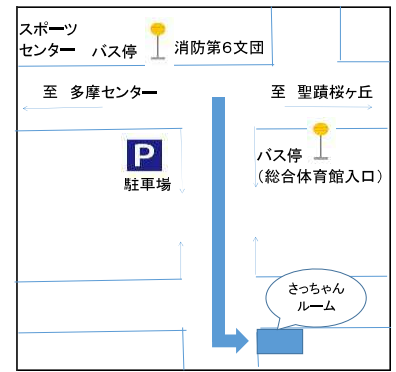 スポーツ
センター
バス停
消防第6文団
至 多摩センター
至 聖蹟桜ヶ丘
P
駐車場
バス停
(総合体育館入口)
さっちゃん
ルーム